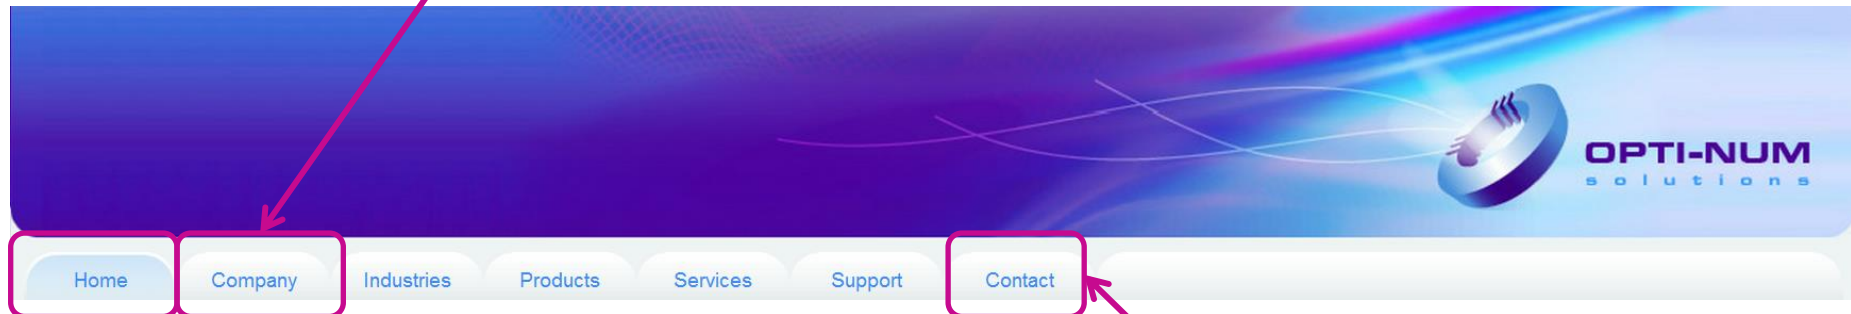 OPTI-NUM
solutions
Home Company Industries Products Services Support Contact